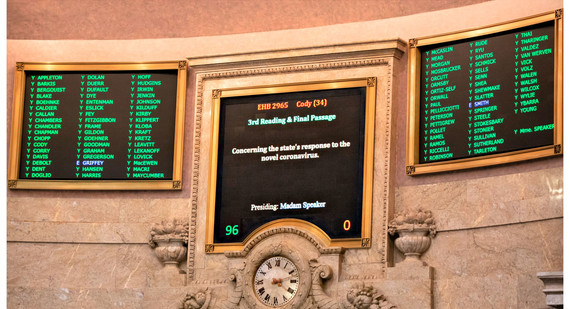 Y APPLETON
Y BARKIS
Y BERGQUIST
Y BLAKE
Y BOEHNKE
Y CALDIER
Y CALLAN
Y CHAMBERS
Y CHANDLER
Y CHAPMAN
Y CHOPP
Y CODY
Y CORRY
Y DAVIS
Y DEBOLT
Y DENT
Y DOGLIO
Y DOLAN
Y DUERR
Y DUFAULT
Y DYE
Y ENTENMAN
Y ESLICK
Y FEY
Y FITZGIBBON
Y FRAME
Y GILDON
Y GOEHNER
Y GOODMAN
Y GRAHAM
Y GREGERSON
E GRIFFEY
Y HANSEN
Y HARRIS
Y HOFF
Y HUDGINS
Y IRWIN
Y JENKIN
Y JOHNSON
Y KILDUFF
Y KIRBY
Y KLIPPERT
Y KLOBA
Y KRAFT
Y KRETZ
Y LEAVITT
Y LEKANOFF
Y LOVICK
Y MacEWEN
Y MACRI
Y MAYCUMBER
EHB 2965 Cody (34)
3rd Reading & Final Passage
Concerning the state's response to the
novel coronavirus.
Presiding: Madam Speaker
96 0
Y McCASLIN
Y MEAD
Y MORGAN
Y MOSBRUCKER
Y ORCUTT
Y ORMSBY
Y ORTIZ-SELF
Y ORWALL
Y PAUL
Y PELLICCIOTTI
Y PETERSON
Y PETTIGREW
Y POLLET
Y RAMEL
Y RAMOS
Y RICCELLI
Y ROBINSON
Y RUDE
Y RYU
Y SANTOS
Y SCHMICK
Y SELLS
Y SENN
Y SHEA
Y SHEWMAKE
Y SLATTER
E SMITH
Y SPRINGER
Y STEELE
Y STOKESBARY
Y STONIER
Y SULLIVAN
Y SUTHERLAND
Y TARLETON
Y THAI
Y THARINGER
Y VALDEZ
Y VAN WERVEN
Y VICK
Y VOLZ
Y WALEN
Y WALSH
Y WILCOX
Y WYLIE
Y YBARRA
Y YOUNG
Y Mme. SPEAKER